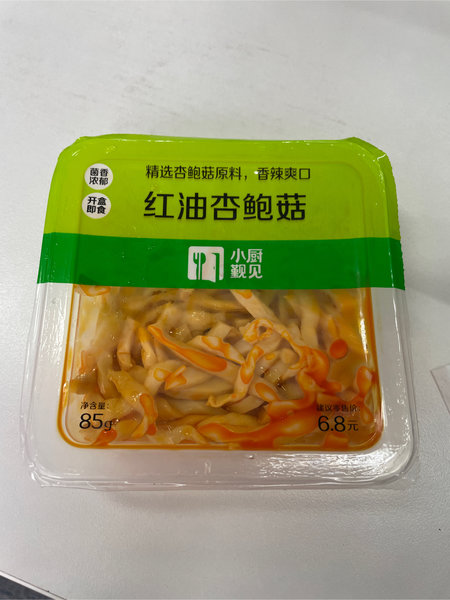 精选杏鲍菇原料，香辣爽口
菌香
浓郁
开盒
即食
红油杏鲍菇
小厨
觐见
净含量:
85g
建议零售价:
6.8元